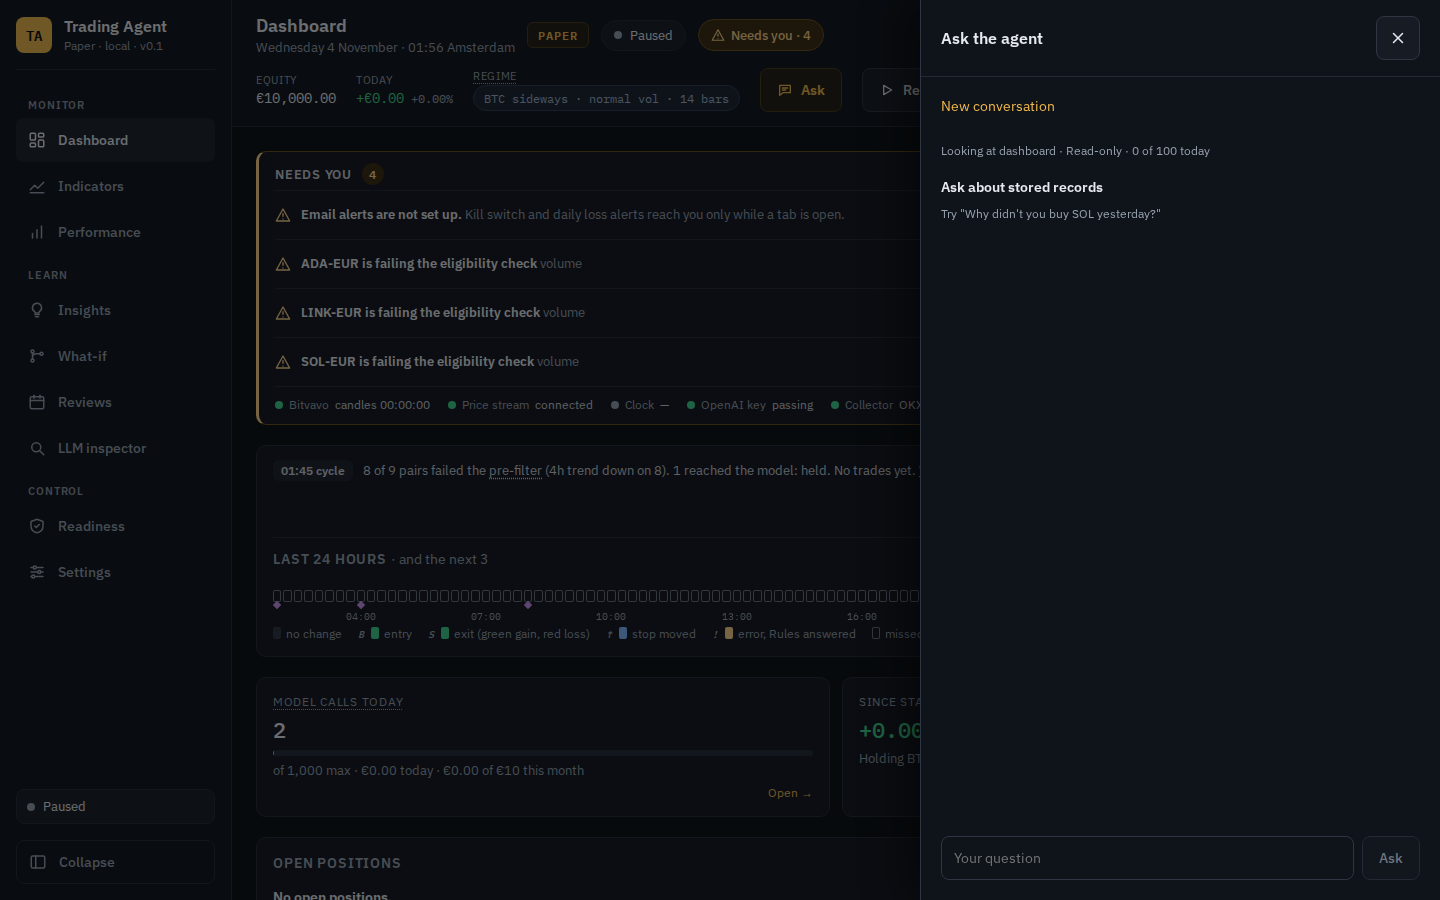 TA
Trading Agent
Paper · local · v0.1
MONITOR
Dashboard
Indicators
Performance
LEARN
Insights
What-if
Reviews
LLM inspector
CONTROL
Readiness
Settings
Paused
Collapse
Dashboard
Wednesday 4 November · 01:56 Amsterdam
PAPER
Paused
Needs you · 4
EQUITY
€10,000.00
TODAY
+€0.00 +0.00%
REGIME
BTC sideways · normal vol · 14 bars
Ask
Re
NEEDS YOU 4
Email alerts are not set up. Kill switch and daily loss alerts reach you only while a tab is open.
ADA-EUR is failing the eligibility check volume
LINK-EUR is failing the eligibility check volume
SOL-EUR is failing the eligibility check volume
Bitvavo candles 00:00:00 Price stream connected Clock — OpenAI key passing Collector OKX
01:45 cycle 8 of 9 pairs failed the pre-filter (4h trend down on 8). 1 reached the model: held. No trades yet.
LAST 24 HOURS · and the next 3
04:00 07:00 10:00 13:00 16:00
no change B entry S exit (green gain, red loss) ↑ stop moved ! error, Rules answered missed
MODEL CALLS TODAY
2
of 1,000 max · €0.00 today · €0.00 of €10 this month
Open →
SINCE STA
+0.00
Holding BT
OPEN POSITIONS
No open positions
Ask the agent
New conversation
Looking at dashboard · Read-only · 0 of 100 today
Ask about stored records
Try "Why didn't you buy SOL yesterday?"
Your question
Ask